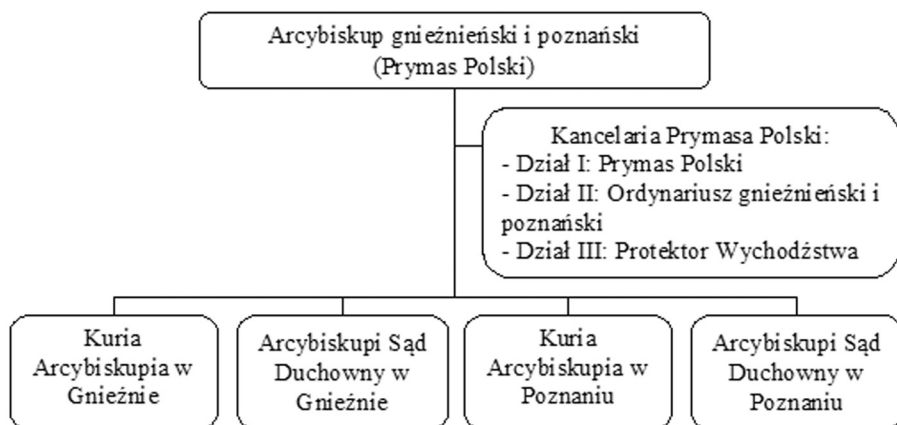 Arcybiskup gnieźnieński i poznański
(Prymas Polski)
Kancelaria Prymasa Polski:
- Dział I: Prymas Polski
- Dział II: Ordynariusz gnieźnieński i
poznański
- Dział III: Protektor Wychodźstwa
Kuria
Arcybiskupia w
Gnieźnie
Arcybiskupi Sąd
Duchowny w
Gnieźnie
Kuria
Arcybiskupia w
Poznaniu
Arcybiskupi Sąd
Duchowny w
Poznaniu